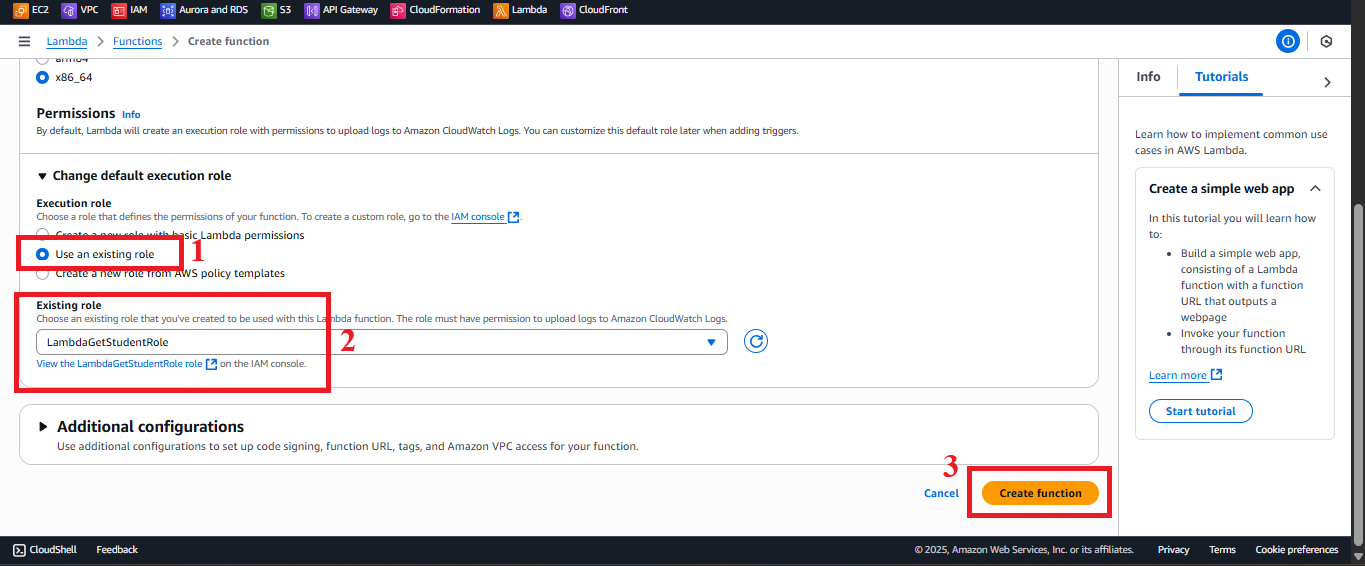 EC2 VPC IAM Aurora and RDS S3 API Gateway CloudFormation Lambda CloudFront
Lambda > Functions > Create function
arm64
x86_64
Permissions Info
By default, Lambda will create an execution role with permissions to upload logs to Amazon CloudWatch Logs. You can customize this default role later when adding triggers.
Change default execution role
Execution role
Choose a role that defines the permissions of your function. To create a custom role, go to the IAM console.
Create a new role with basic Lambda permissions
Use an existing role
1
Create a new role from AWS policy templates
Existing role
Choose an existing role that you've created to be used with this Lambda function. The role must have permission to upload logs to Amazon CloudWatch Logs.
LambdaGetStudentRole
2
View the LambdaGetStudentRole role on the IAM console.
Additional configurations
Use additional configurations to set up code signing, function URL, tags, and Amazon VPC access for your function.
3
Cancel Create function
Info Tutorials
Learn how to implement common use
cases in AWS Lambda.
Create a simple web app
In this tutorial you will learn how
to:
• Build a simple web app,
consisting of a Lambda
function with a function
URL that outputs a
webpage
• Invoke your function
through its function URL
Learn more
Start tutorial
CloudShell Feedback © 2025, Amazon Web Services, Inc. or its affiliates. Privacy Terms Cookie preferences